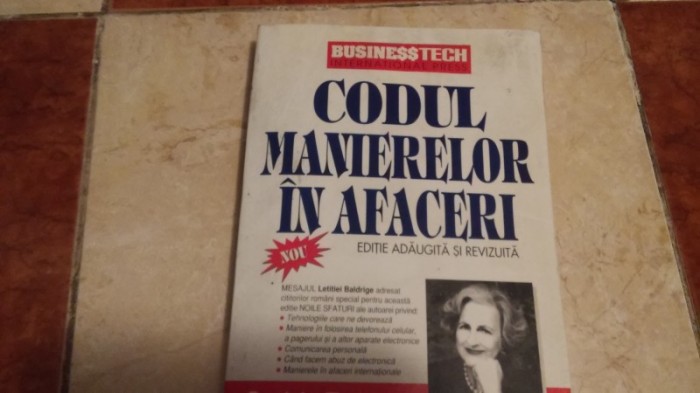 BUSINE$$TECH
INTERNATIONAL PRESS
CODUL
MANIERELOR
ÎN AFACERI
EDIȚIE ADĂUGITĂ ȘI REVIZUITĂ
NOU
MESAJUL Letitiei Baldrige adresat
cititorilor români special pentru această
ediție NOILE SFATURI ale autoarei privind:
• Tehnologiile care ne devorează
• Maniere în folosirea telefonului celular,
a pagerului și a altor aparate electronice
• Comunicarea personală
• Când facem abuz de electronică
• Manierele în afaceri internaționale